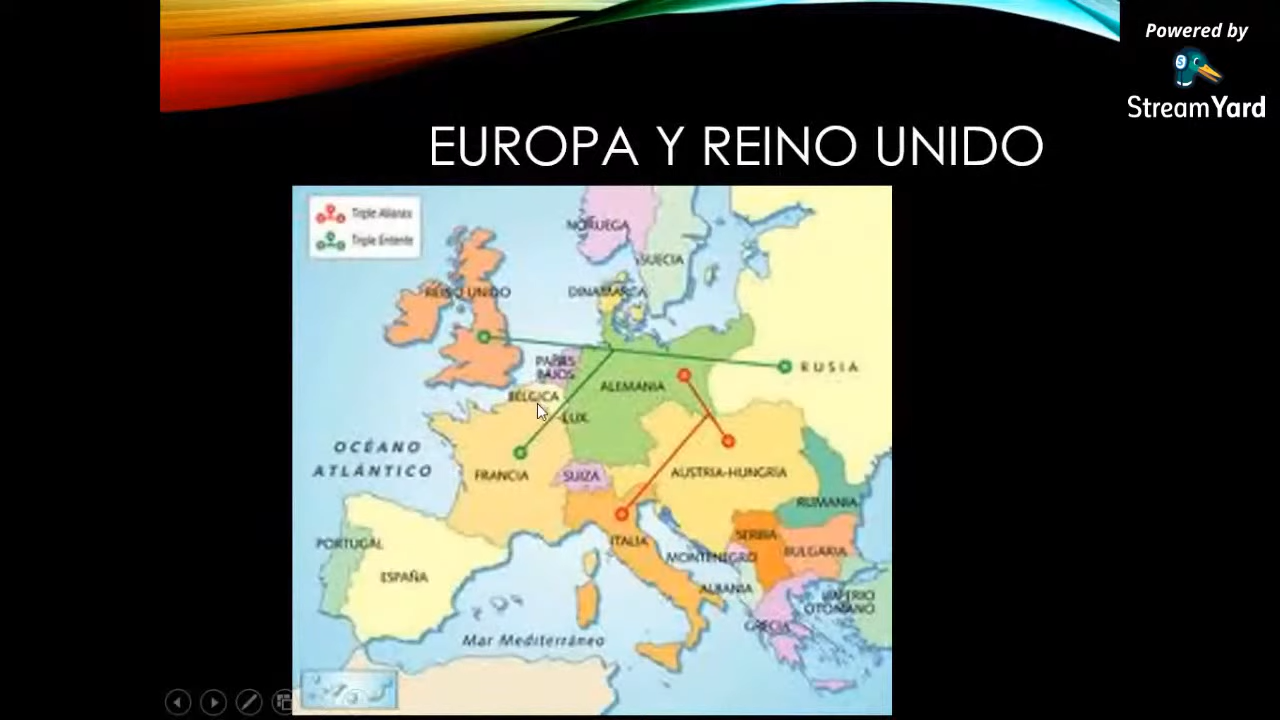 Powered by
StreamYard
EUROPA Y REINO UNIDO
Triple Alianza
Triple Entente
NORUEGA
SUECIA
REINO UNIDO
DINAMARCA
PAÍSES
BAJOS
RUSIA
ALEMANIA
BÉLGICA
LUX.
OCÉANO
ATLÁNTICO
FRANCIA
SUIZA
AUSTRIA-HUNGRÍA
RUMANIA
PORTUGAL
ITALIA
SERBIA
MONTENEGRO
BULGARIA
ESPAÑA
ALBANIA
IMPERIO
OTOMANO
GRECIA
Mar Mediterráneo